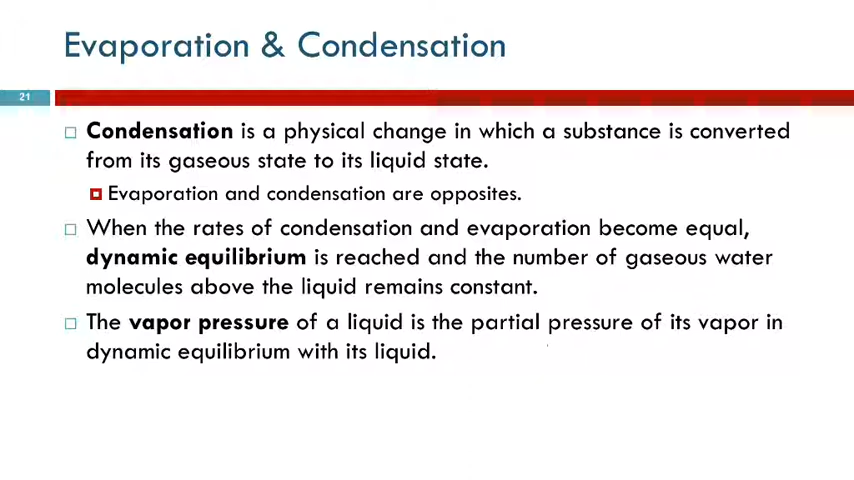 Evaporation & Condensation
21
Condensation is a physical change in which a substance is converted
from its gaseous state to its liquid state.
Evaporation and condensation are opposites.
When the rates of condensation and evaporation become equal,
dynamic equilibrium is reached and the number of gaseous water
molecules above the liquid remains constant.
The vapor pressure of a liquid is the partial pressure of its vapor in
dynamic equilibrium with its liquid.